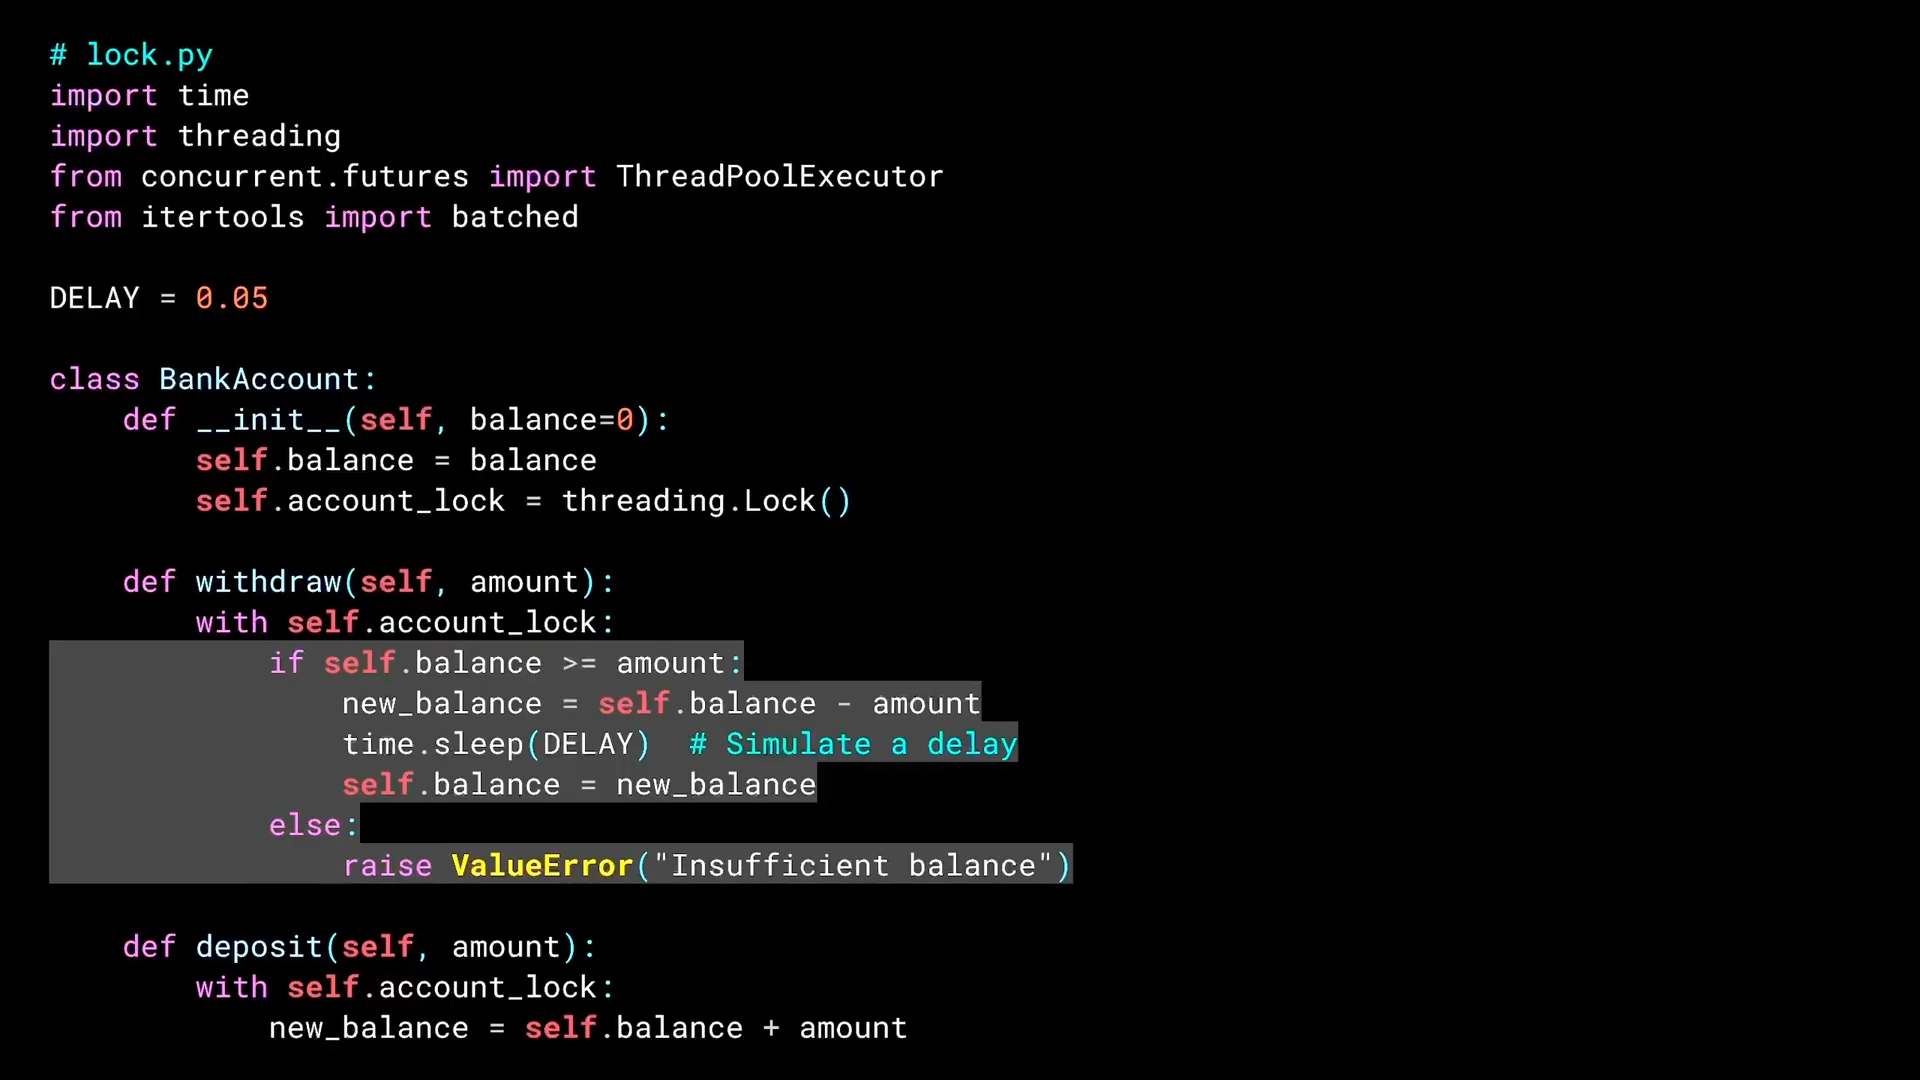 # lock.py
import time
import threading
from concurrent.futures import ThreadPoolExecutor
from itertools import batched

DELAY = 0.05

class BankAccount:
    def __init__(self, balance=0):
        self.balance = balance
        self.account_lock = threading.Lock()

    def withdraw(self, amount):
        with self.account_lock:
            if self.balance >= amount:
                new_balance = self.balance - amount
                time.sleep(DELAY)  # Simulate a delay
                self.balance = new_balance
            else:
                raise ValueError("Insufficient balance")

    def deposit(self, amount):
        with self.account_lock:
            new_balance = self.balance + amount